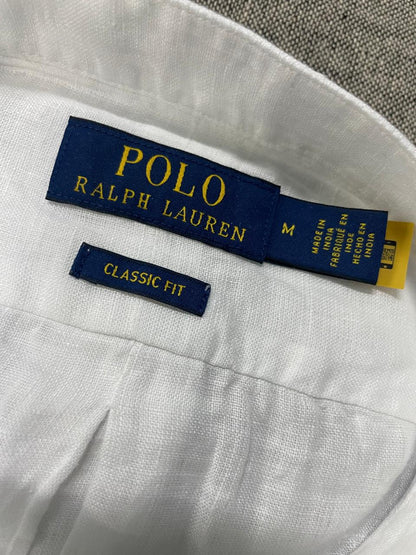 POLO
RALPH LAUREN
M
MADE IN
INDIA
FABRIQUÉ EN
INDE
HECHO EN
INDIA
CLASSIC FIT